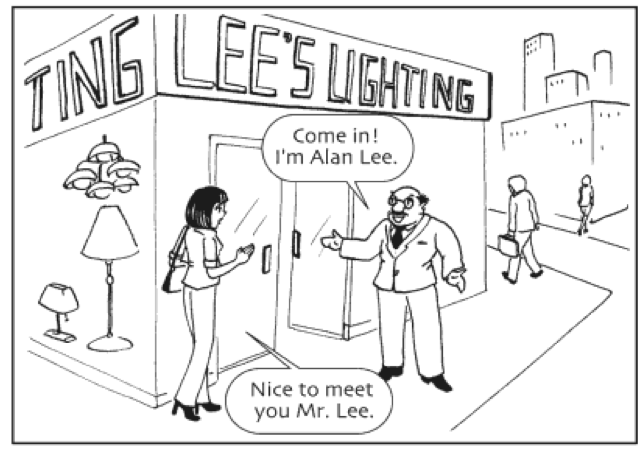 TING
LEE'S LIGHTING
Come in!
I'm Alan Lee.
Nice to meet
you Mr. Lee.